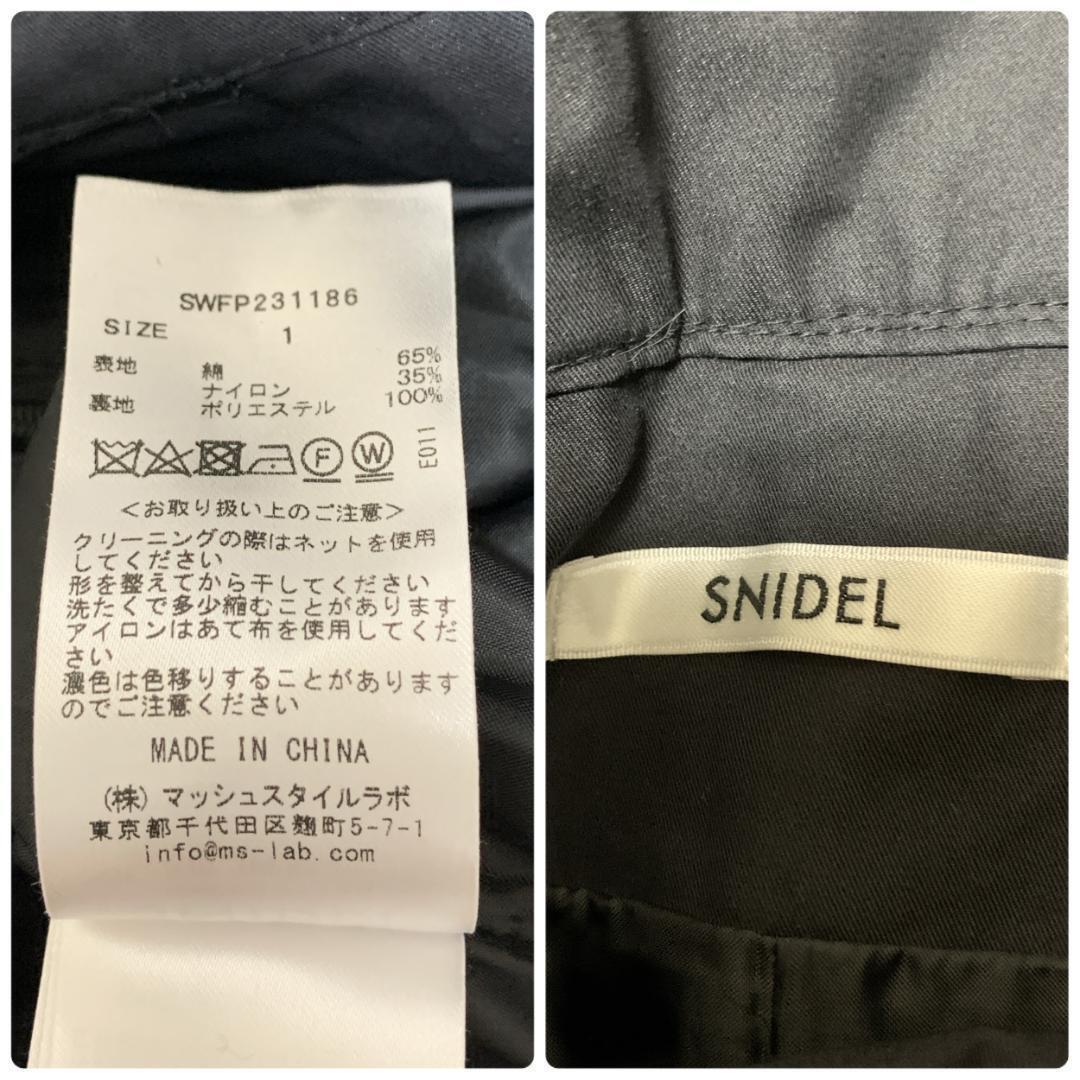 SWFP231186
SIZE 1
表地 綿 65%
ナイロン 35%
裏地 ポリエステル 100%
F W E011
<お取り扱い上のご注意>
クリーニングの際はネットを使用
してください
形を整えてから干してください
洗たくで多少縮むことがあります
アイロンはあて布を使用してくだ
さい
濃色は色移りすることがあります
のでご注意ください
MADE IN CHINA
(株) マッシュスタイルラボ
東京都千代田区麹町5-7-1
info@ms-lab.com
SNIDEL